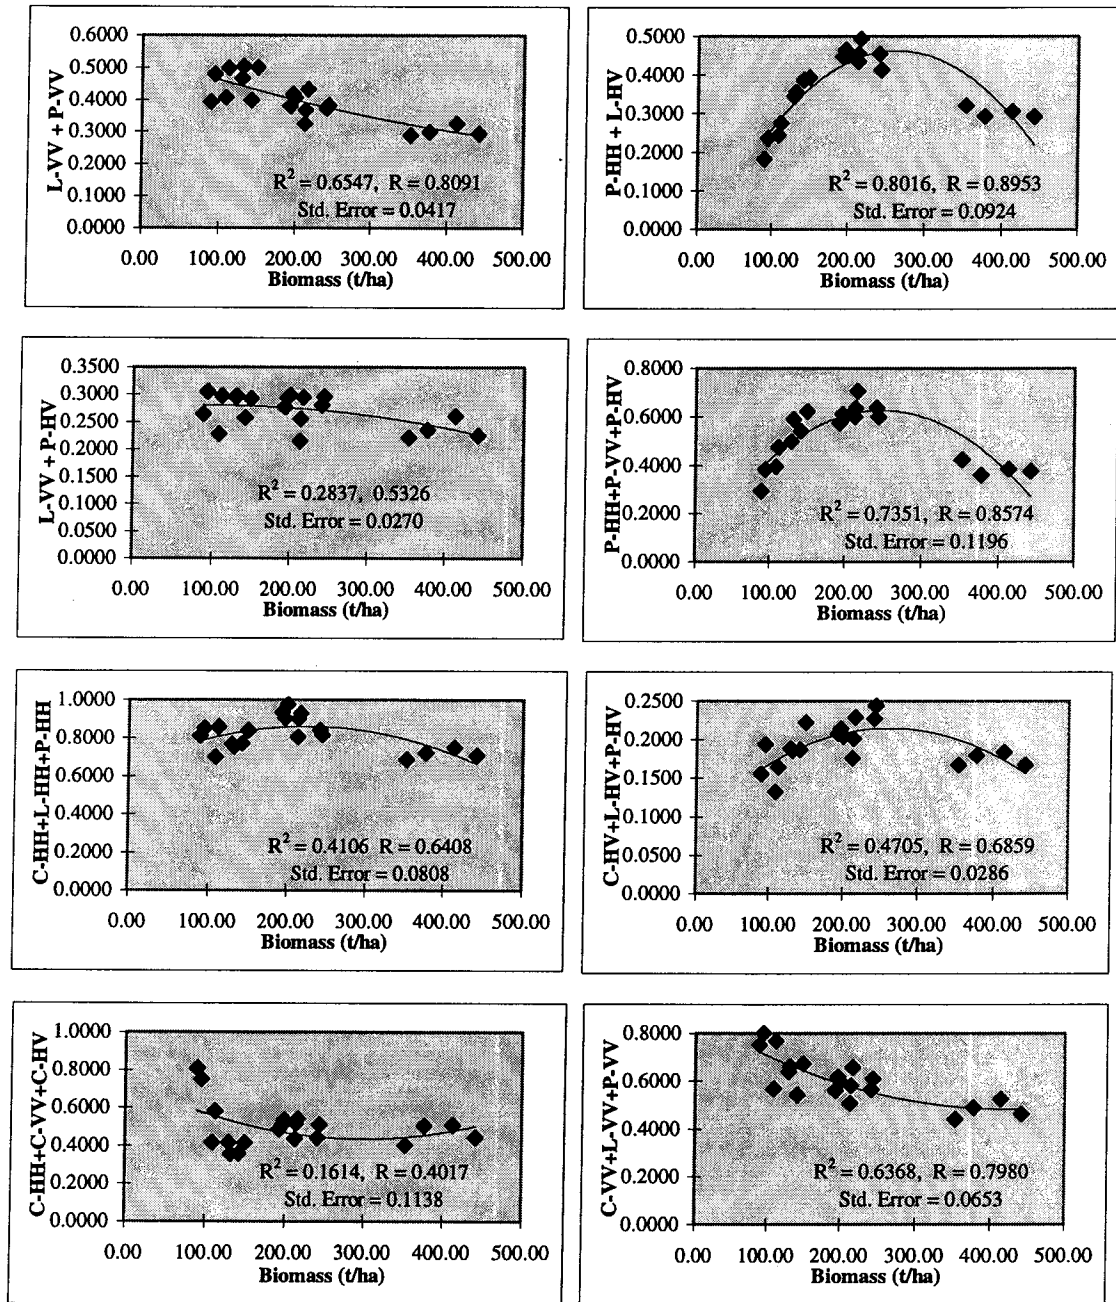 0.6000
0.5000
0.4000
0.3000
0.2000
0.1000
0.0000
L-VV + P-VV
R² = 0.6547, R = 0.8091
Std. Error = 0.0417
0.00 100.00 200.00 300.00 400.00 500.00
Biomass (t/ha)
0.5000
0.4000
0.3000
0.2000
0.1000
0.0000
P-HH + L-HV
R² = 0.8016, R = 0.8953
Std. Error = 0.0924
0.00 100.00 200.00 300.00 400.00 500.00
Biomass (t/ha)
0.3500
0.3000
0.2500
0.2000
0.1500
0.1000
0.0500
0.0000
L-VV + P-HV
R² = 0.2837, 0.5326
Std. Error = 0.0270
0.00 100.00 200.00 300.00 400.00 500.00
Biomass (t/ha)
0.8000
0.6000
0.4000
0.2000
0.0000
P-HH+P-VV+P-HV
R² = 0.7351, R = 0.8574
Std. Error = 0.1196
0.00 100.00 200.00 300.00 400.00 500.00
Biomass (t/ha)
1.0000
0.8000
0.6000
0.4000
0.2000
0.0000
C-HH+L-HH+P-HH
R² = 0.4106 R = 0.6408
Std. Error = 0.0808
0.00 100.00 200.00 300.00 400.00 500.00
Biomass (t/ha)
0.2500
0.2000
0.1500
0.1000
0.0500
0.0000
C-HV+L-HV+P-HV
R² = 0.4705, R = 0.6859
Std. Error = 0.0286
0.00 100.00 200.00 300.00 400.00 500.00
Biomass (t/ha)
1.0000
0.8000
0.6000
0.4000
0.2000
0.0000
C-HH+C-VV+C-HV
R² = 0.1614, R = 0.4017
Std. Error = 0.1138
0.00 100.00 200.00 300.00 400.00 500.00
Biomass (t/ha)
0.8000
0.6000
0.4000
0.2000
0.0000
C-VV+L-VV+P-VV
R² = 0.6368, R = 0.7980
Std. Error = 0.0653
0.00 100.00 200.00 300.00 400.00 500.00
Biomass (t/ha)